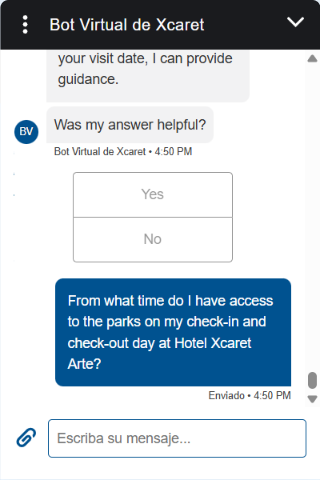 Bot Virtual de Xcaret
your visit date, I can provide
guidance.
Was my answer helpful?
BV
Bot Virtual de Xcaret • 4:50 PM
Yes
No
From what time do I have access
to the parks on my check-in and
check-out day at Hotel Xcaret
Arte?
Enviado • 4:50 PM
Escriba su mensaje...